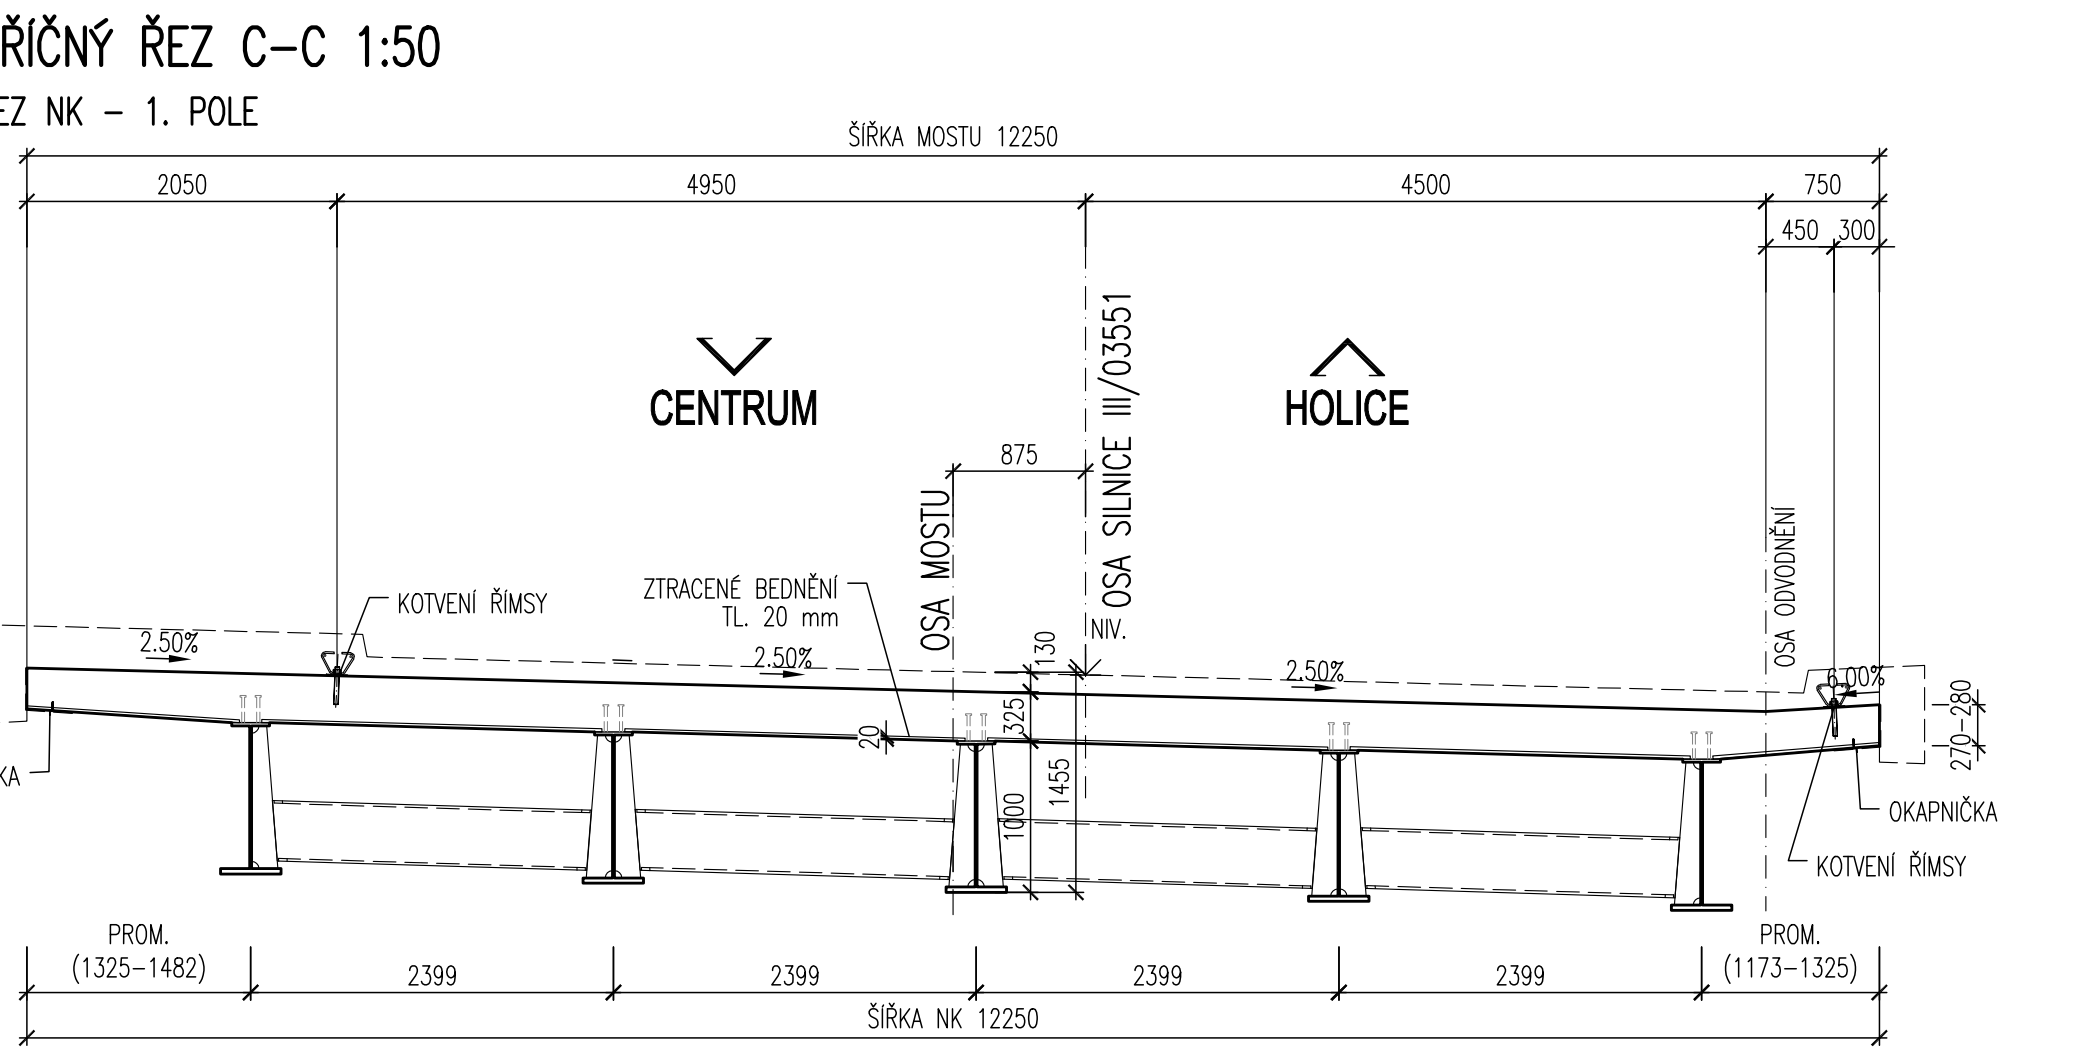 ŘÍČNÝ ŘEZ C-C 1:50
EZ NK - 1. POLE
ŠÍŘKA MOSTU 12250
2050
4950
4500
750
450
300
CENTRUM
HOLICE
OSA SILNICE III/03551
875
OSA MOSTU
OSA ODVODNĚNÍ
KOTVENÍ ŘÍMSY
ZTRACENÉ BEDNĚNÍ
TL. 20 mm
NIV.
2.50%
2.50%
2.50%
6.00%
130
325
20
1000
1455
270-280
KA
OKAPNIČKA
KOTVENÍ ŘÍMSY
PROM.
(1325-1482)
2399
2399
2399
2399
PROM.
(1173-1325)
ŠÍŘKA NK 12250